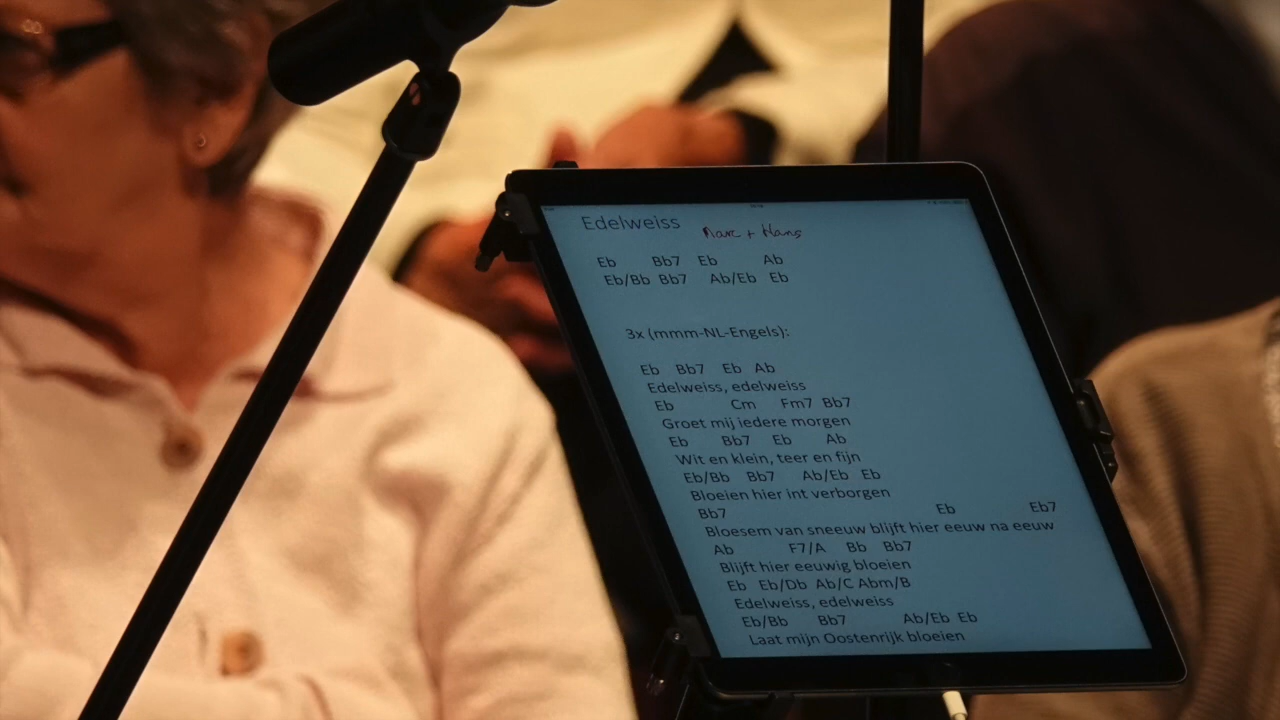 Edelweiss
Marc + Hans
Eb Bb7 Eb Ab
Eb/Bb Bb7 Ab/Eb Eb
3x (mmm-NL-Engels):
Eb Bb7 Eb Ab
Edelweiss, edelweiss
Eb Cm Fm7 Bb7
Groet mij iedere morgen
Eb Bb7 Eb Ab
Wit en klein, teer en fijn
Eb/Bb Bb7 Ab/Eb Eb
Bloeien hier int verborgen
Bb7 Eb Eb7
Bloesem van sneeuw blijft hier eeuw na eeuw
Ab F7/A Bb Bb7
Blijft hier eeuwig bloeien
Eb Eb/Db Ab/C Abm/B
Edelweiss, edelweiss
Eb/Bb Bb7 Ab/Eb Eb
Laat mijn Oostenrijk bloeien